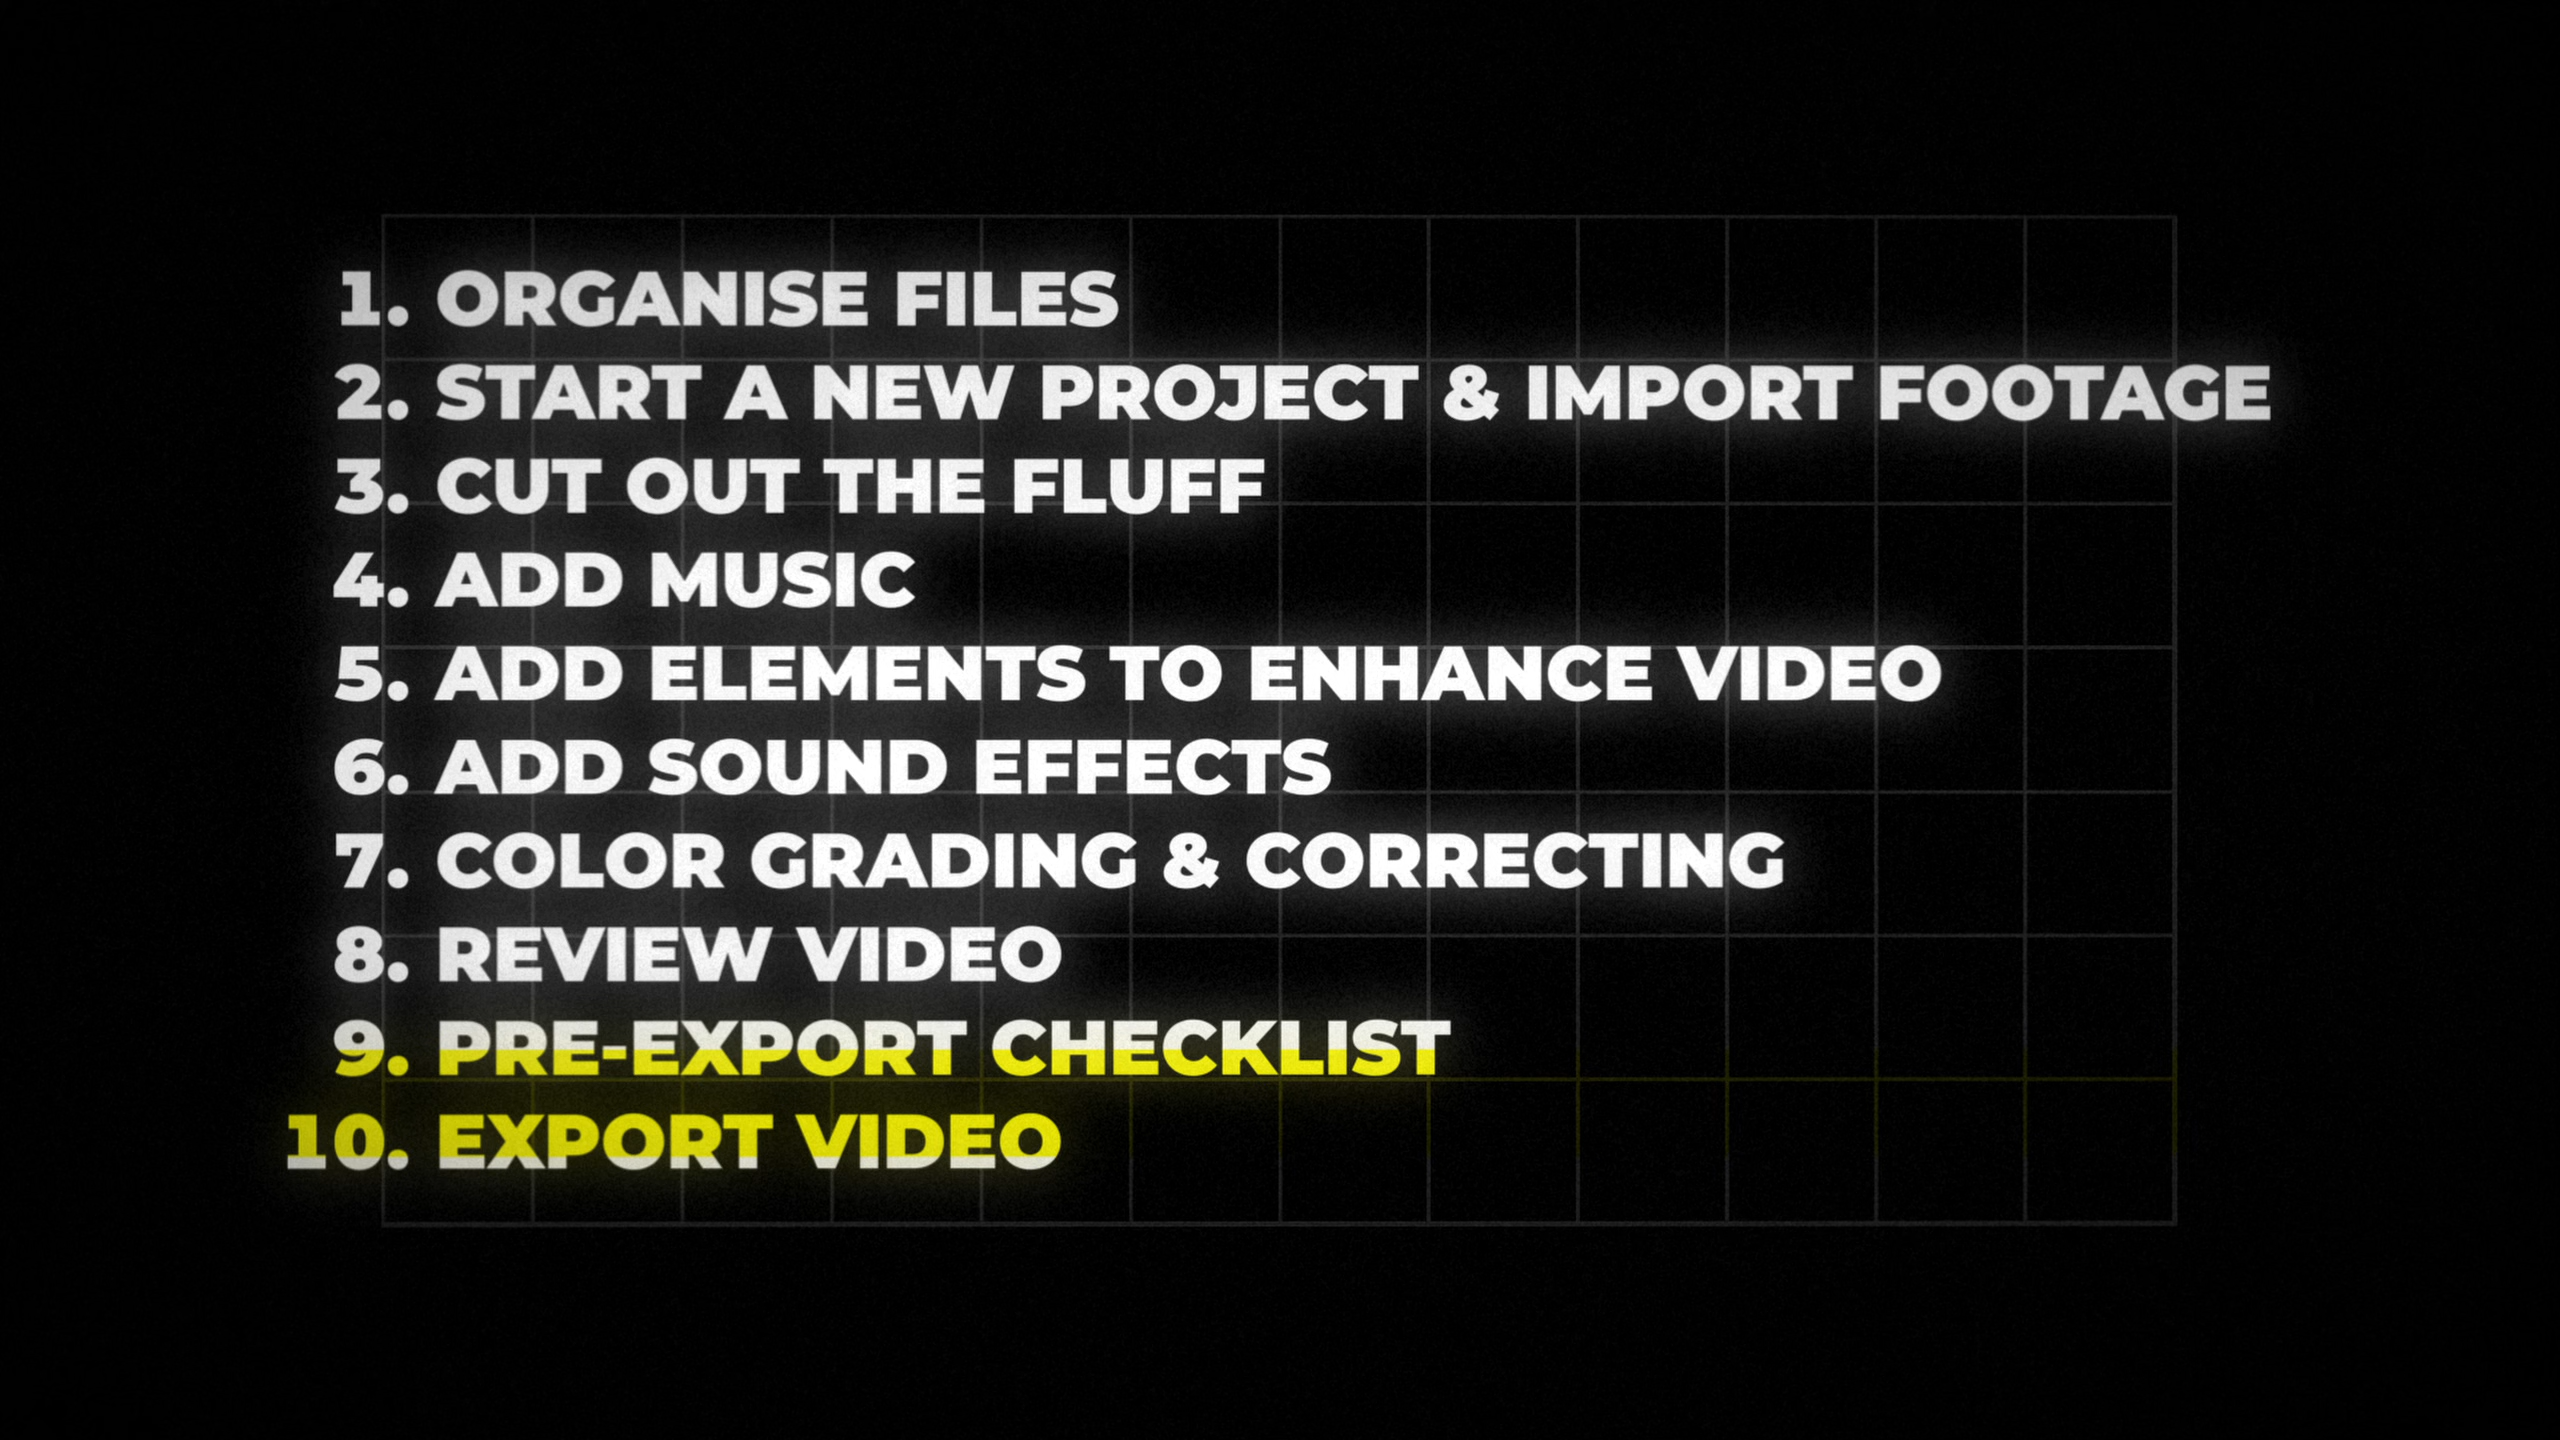 1. ORGANISE FILES
2. START A NEW PROJECT & IMPORT FOOTAGE
3. CUT OUT THE FLUFF
4. ADD MUSIC
5. ADD ELEMENTS TO ENHANCE VIDEO
6. ADD SOUND EFFECTS
7. COLOR GRADING & CORRECTING
8. REVIEW VIDEO
9. PRE-EXPORT CHECKLIST
10. EXPORT VIDEO